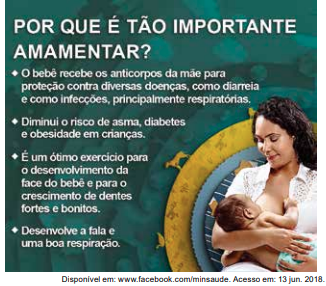 POR QUE É TÃO IMPORTANTE
AMAMENTAR?
• O bebê recebe os anticorpos da mãe para
proteção contra diversas doenças, como diarreia
e como infecções, principalmente respiratórias.
• Diminui o risco de asma, diabetes
e obesidade em crianças.
• É um ótimo exercício para
o desenvolvimento da
face do bebê e para o
crescimento de dentes
fortes e bonitos.
• Desenvolve a fala e
uma boa respiração.
Disponível em: www.facebook.com/minsaude. Acesso em: 13 jun. 2018.